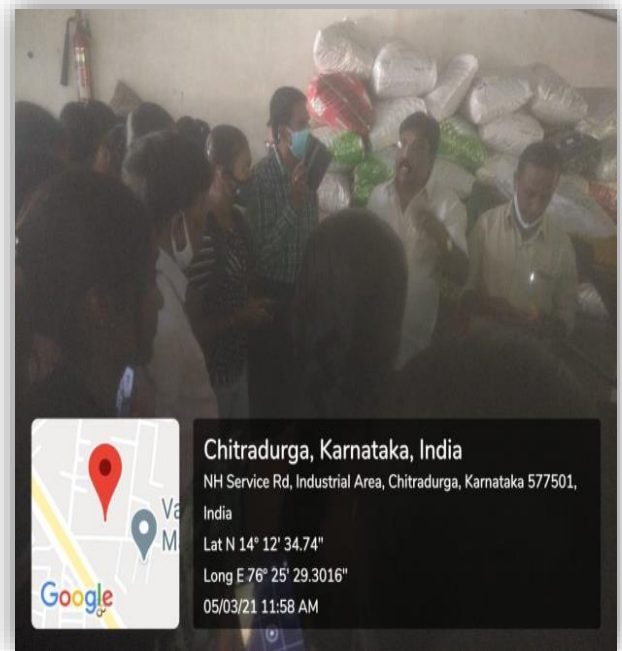 Chitradurga, Karnataka, India
NH Service Rd, Industrial Area, Chitradurga, Karnataka 577501,
India
Lat N 14° 12' 34.74"
Long E 76° 25' 29.3016"
05/03/21 11:58 AM
Va
M
Google